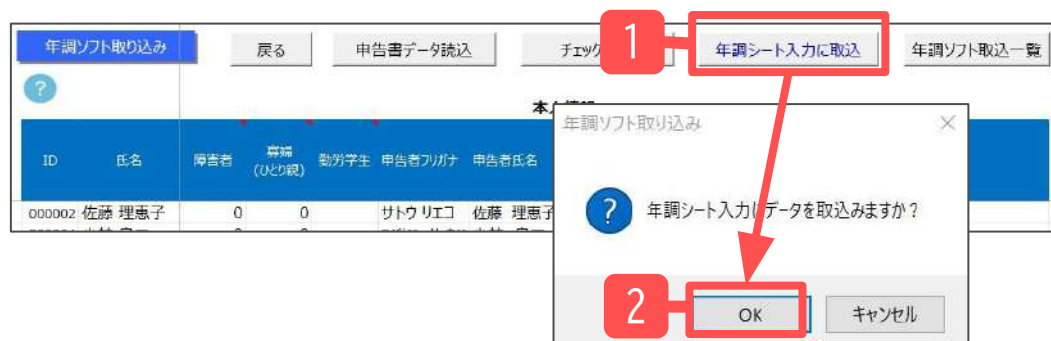 年調ソフト取り込み 戻る 申告書データ読込 チェック 1 年調シート入力に取込 年調ソフト取込一覧
?
ID 氏名 障害者 寡婦 (ひとり親) 勤労学生 申告者フリガナ 申告者氏名
000002 佐藤 理恵子 0 0 サトウ リエコ 佐藤 理恵子
年調ソフト取り込み ×
? 年調シート入力にデータを取込みますか?
2 OK キャンセル